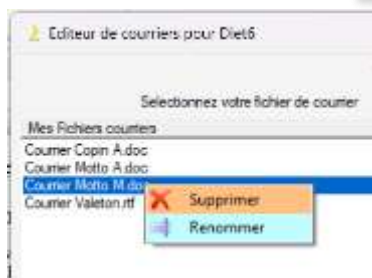 Editeur de courriers pour Diet6
Selectionnez votre fichier de courrier
Mes Fichiers courriers
Courrier Copin A.doc
Courrier Motto A.doc
Courrier Motto M.doc
Courrier Valeton.rtf
Supprimer
Renommer